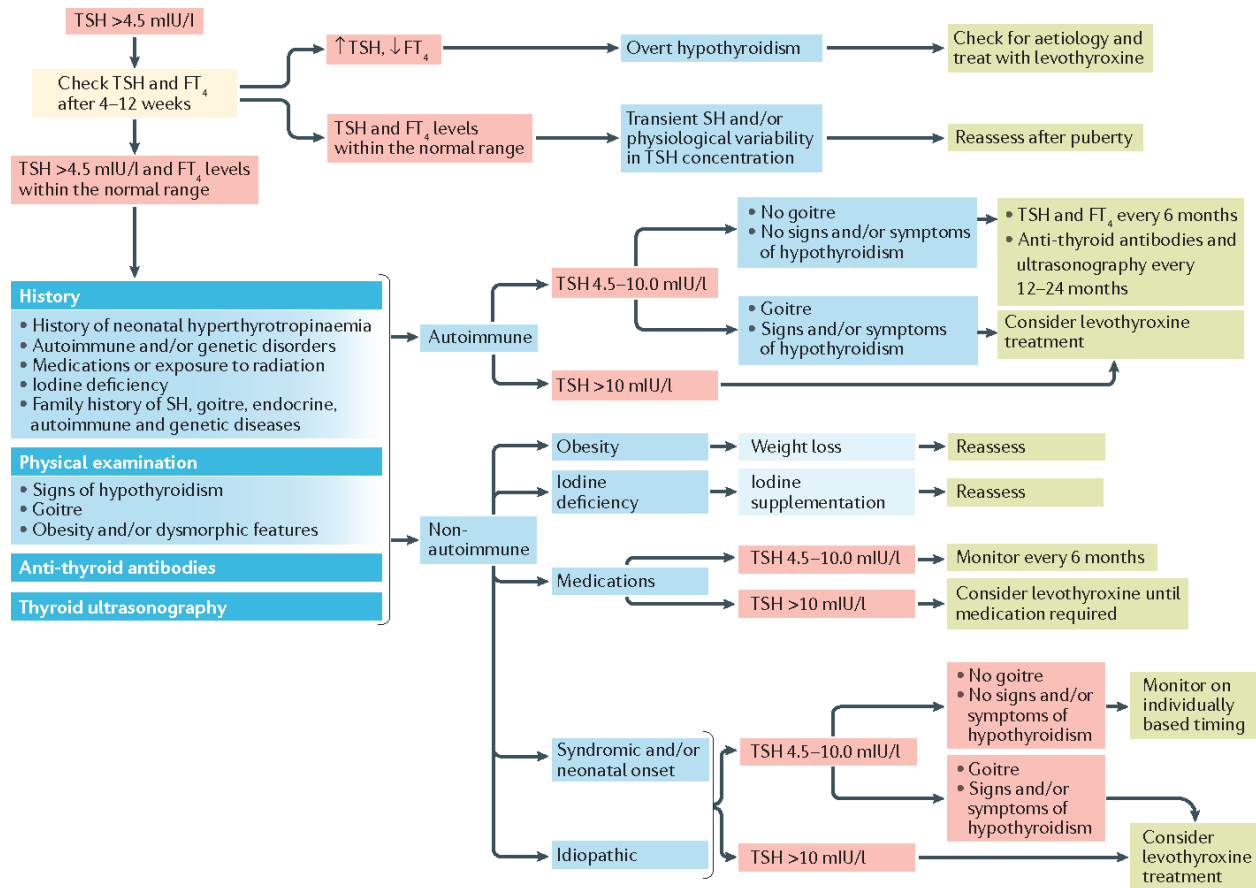 TSH >4.5 mIU/l
Check TSH and FT₄
after 4–12 weeks
↑TSH, ↓FT₄
Overt hypothyroidism
Check for aetiology and
treat with levothyroxine
TSH and FT₄ levels
within the normal range
Transient SH and/or
physiological variability
in TSH concentration
Reassess after puberty
TSH >4.5 mIU/l and FT₄ levels
within the normal range
History
• History of neonatal hyperthyrotropinaemia
• Autoimmune and/or genetic disorders
• Medications or exposure to radiation
• Iodine deficiency
• Family history of SH, goitre, endocrine,
autoimmune and genetic diseases
Physical examination
• Signs of hypothyroidism
• Goitre
• Obesity and/or dysmorphic features
Anti-thyroid antibodies
Thyroid ultrasonography
Autoimmune
TSH 4.5–10.0 mIU/l
• No goitre
• No signs and/or symptoms
of hypothyroidism
• TSH and FT₄ every 6 months
• Anti-thyroid antibodies and
ultrasonography every
12–24 months
• Goitre
• Signs and/or symptoms
of hypothyroidism
Consider levothyroxine
treatment
TSH >10 mIU/l
Non-
autoimmune
Obesity
Weight loss
Reassess
Iodine
deficiency
Iodine
supplementation
Reassess
Medications
TSH 4.5–10.0 mIU/l
Monitor every 6 months
TSH >10 mIU/l
Consider levothyroxine until
medication required
Syndromic and/or
neonatal onset
Idiopathic
TSH 4.5–10.0 mIU/l
• No goitre
• No signs and/or
symptoms of
hypothyroidism
Monitor on
individually
based timing
• Goitre
• Signs and/or
symptoms of
hypothyroidism
TSH >10 mIU/l
Consider
levothyroxine
treatment